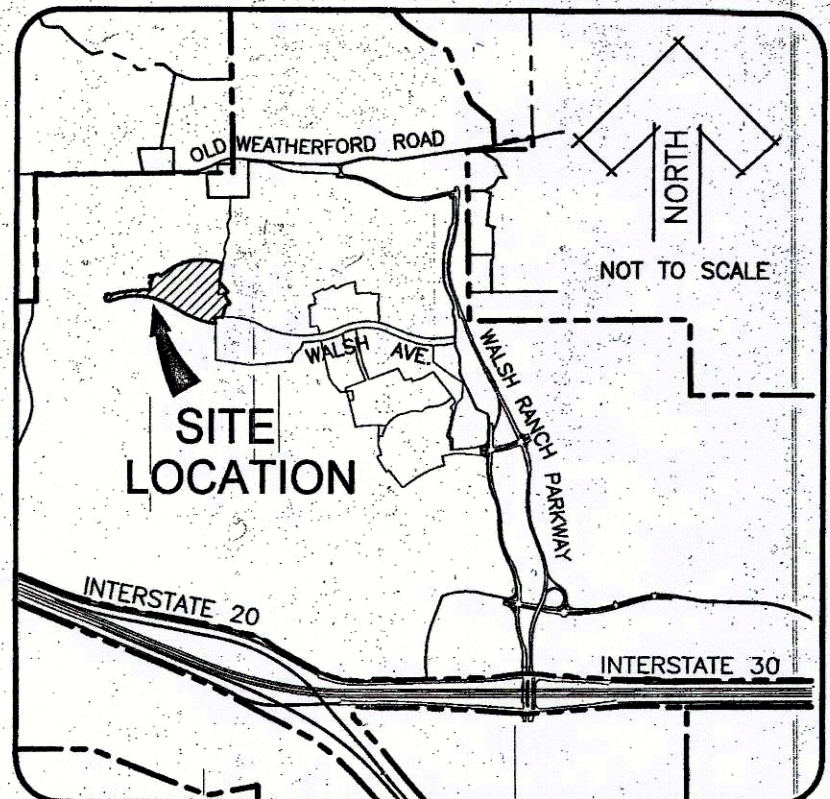 OLD WEATHERFORD ROAD
NORTH
NOT TO SCALE
WALSH AVE.
WALSH RANCH PARKWAY
SITE
LOCATION
INTERSTATE 20
INTERSTATE 30